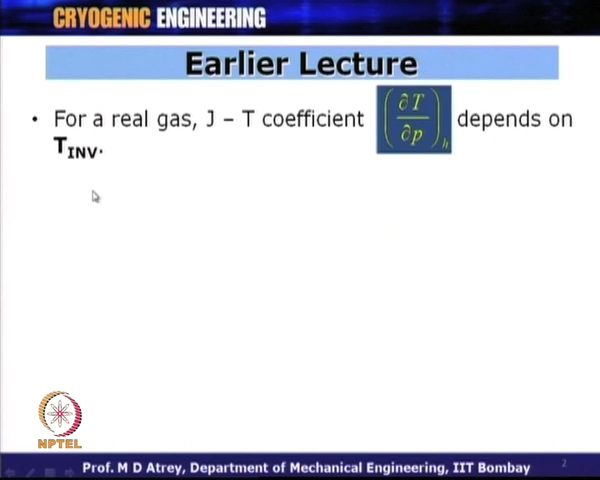 CRYOGENIC ENGINEERING
Earlier Lecture
• For a real gas, J – T coefficient (∂T/∂p)h depends on
TINV.
NPTEL
Prof. M D Atrey, Department of Mechanical Engineering, IIT Bombay
2